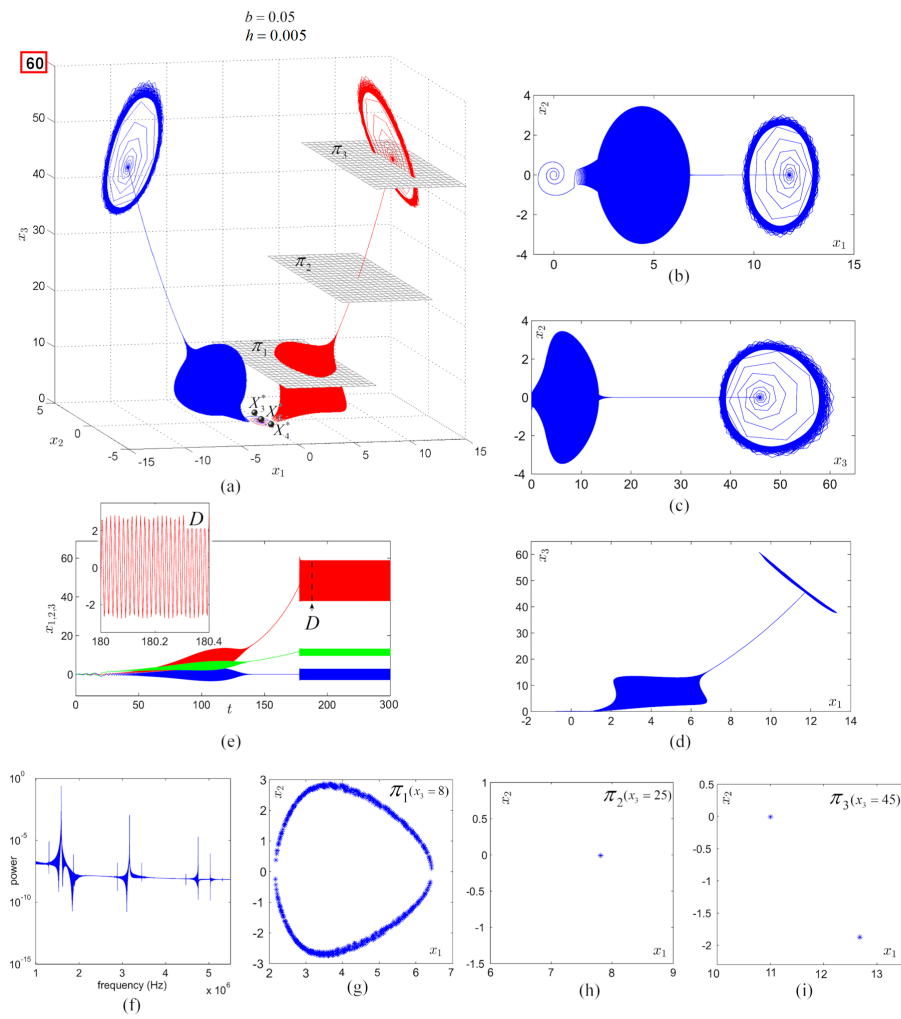 b = 0.05
h = 0.005
60
50
40
30
20
10
0
x₃
5
0
-5
x₂
-15
-10
-5
0
5
10
15
x₁
π₃
π₂
π₁
X₃*
X₄*
(a)
4
2
0
-2
-4
x₂
0
5
10
15
x₁
(b)
4
2
0
-2
-4
x₂
0
10
20
30
40
50
60
x₃
(c)
65
60
50
40
30
20
10
0
x₃
-2
0
2
4
6
8
10
12
14
x₁
(d)
2
0
-2
D
180
180.2
180.4
60
40
20
0
x₁,₂,₃
D
0
50
100
150
200
300
t
(e)
10⁰
10⁻⁵
10⁻¹⁰
10⁻¹⁵
power
1
2
3
4
5
frequency (Hz)
x 10⁶
(f)
3
2
1
0
-1
-2
-3
x₂
π₁(x₃ = 8)
2
3
4
5
6
7
x₁
(g)
1
0.5
0
-0.5
-1
-1.5
x₂
π₂(x₃ = 25)
6
7
8
9
x₁
(h)
0.5
0
-0.5
-1
-1.5
-2
x₂
π₃(x₃ = 45)
10
11
12
13
x₁
(i)